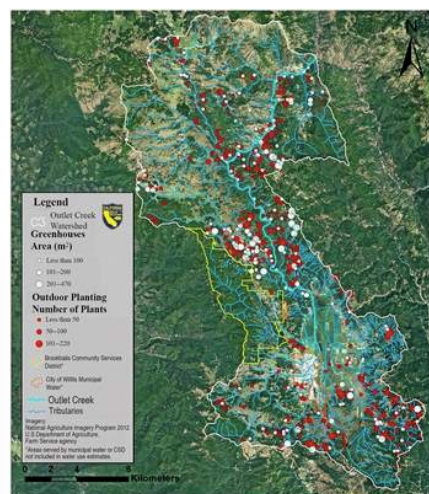 N
Legend
Outlet Creek
Watershed
Greenhouses
Area (m²)
Less than 100
101–200
201–470
Outdoor Planting
Number of Plants
Less than 50
50–100
101–220
Brooktrails Community Services
District*
City of Willits Municipal
Water*
Outlet Creek
Tributaries
Imagery:
National Agriculture Imagery Program 2012
U.S Department of Agriculture,
Farm Service agency
*Areas served by municipal water or CSD
not included in water use estimates.
0 2 4 8
Kilometers